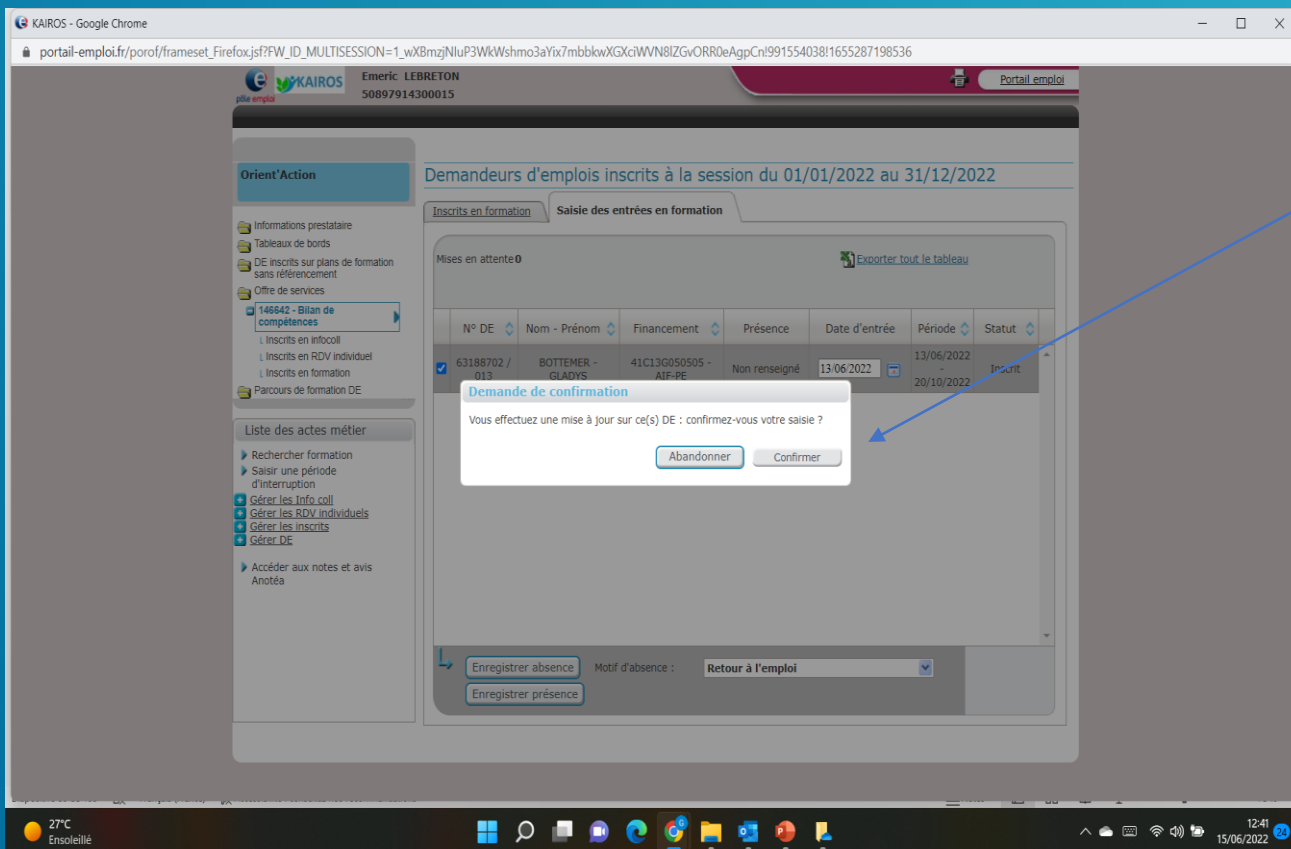 KAIROS - Google Chrome
portail-emploi.fr/porof/frameset_Firefox.jsf?FW_ID_MULTISESSION=1_wXBmzjNIuP3WkWshmo3aYix7mbbkwXGXciWVN8lZGvORR0eAgpCn!991554038!1655287198536
pôle emploi
KAIROS
Emeric LEBRETON
50897914300015
Portail emploi
Orient'Action
Informations prestataire
Tableaux de bords
DE inscrits sur plans de formation
sans référencement
Offre de services
146642 - Bilan de
compétences
Inscrits en infocoll
Inscrits en RDV individuel
Inscrits en formation
Parcours de formation DE
Liste des actes métier
Rechercher formation
Saisir une période
d'interruption
Gérer les Info coll
Gérer les RDV individuels
Gérer les inscrits
Gérer DE
Accéder aux notes et avis
Anotéa
Demandeurs d'emplois inscrits à la session du 01/01/2022 au 31/12/2022
Inscrits en formation
Saisie des entrées en formation
Mises en attente 0
Exporter tout le tableau
N° DE Nom - Prénom Financement Présence Date d'entrée Période Statut
63188702 / 013 BOTTEMER - GLADYS 41C13G050505 - AIF-PE Non renseigné 13/06/2022 13/06/2022 - 20/10/2022 Inscrit
Demande de confirmation
Vous effectuez une mise à jour sur ce(s) DE : confirmez-vous votre saisie ?
Abandonner Confirmer
Enregistrer absence Motif d'absence : Retour à l'emploi
Enregistrer présence
27°C
Ensoleillé
12:41
15/06/2022
24